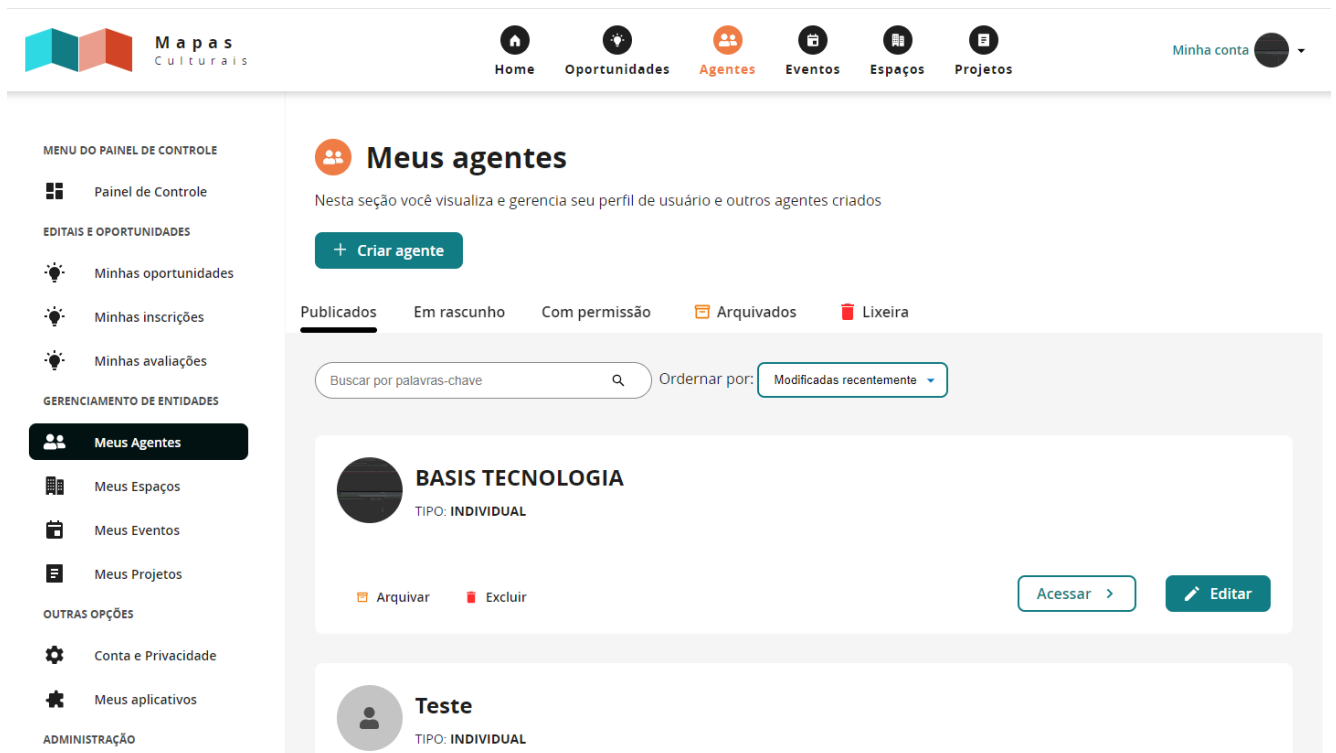 Mapas
Culturais
Home
Oportunidades
Agentes
Eventos
Espaços
Projetos
Minha conta
MENU DO PAINEL DE CONTROLE
Painel de Controle
EDITAIS E OPORTUNIDADES
Minhas oportunidades
Minhas inscrições
Minhas avaliações
GERENCIAMENTO DE ENTIDADES
Meus Agentes
Meus Espaços
Meus Eventos
Meus Projetos
OUTRAS OPÇÕES
Conta e Privacidade
Meus aplicativos
ADMINISTRAÇÃO
Meus agentes
Nesta seção você visualiza e gerencia seu perfil de usuário e outros agentes criados
+ Criar agente
Publicados
Em rascunho
Com permissão
Arquivados
Lixeira
Buscar por palavras-chave
Ordernar por:
Modificadas recentemente
BASIS TECNOLOGIA
TIPO: INDIVIDUAL
Arquivar
Excluir
Acessar
Editar
Teste
TIPO: INDIVIDUAL